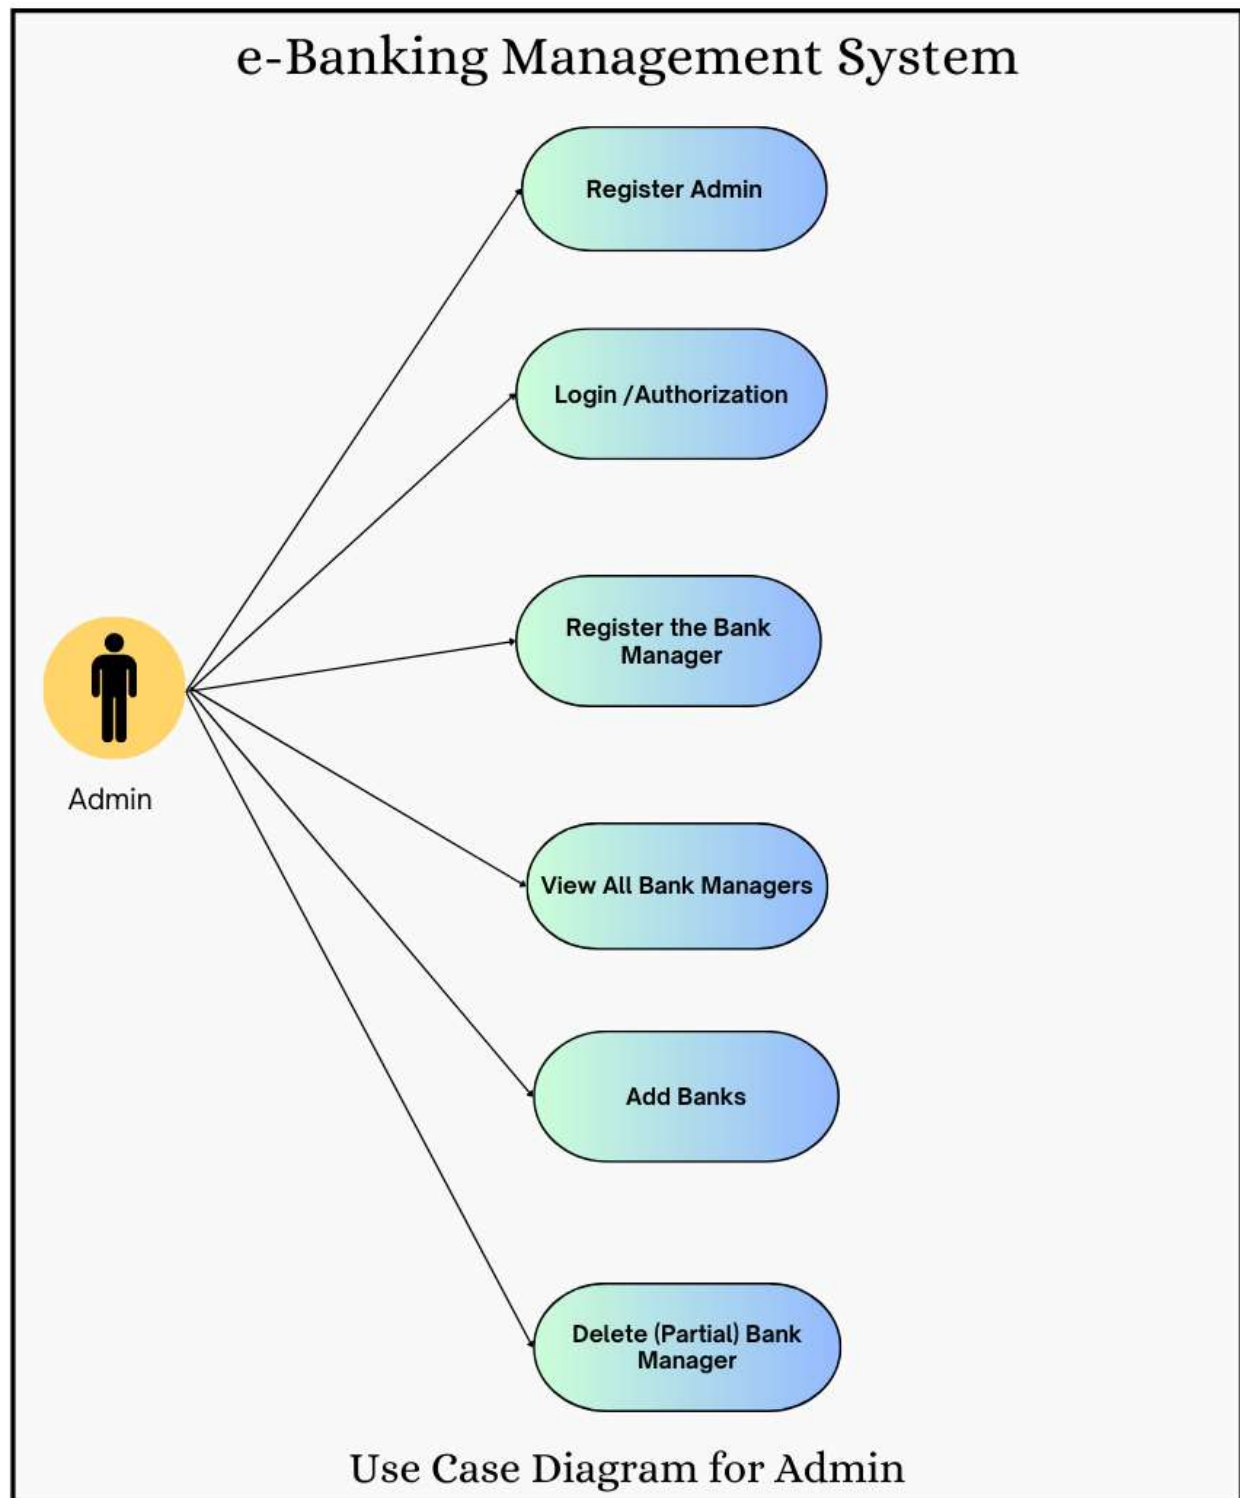 e-Banking Management System
Register Admin
Login /Authorization
Register the Bank
Manager
Admin
View All Bank Managers
Add Banks
Delete (Partial) Bank
Manager
Use Case Diagram for Admin